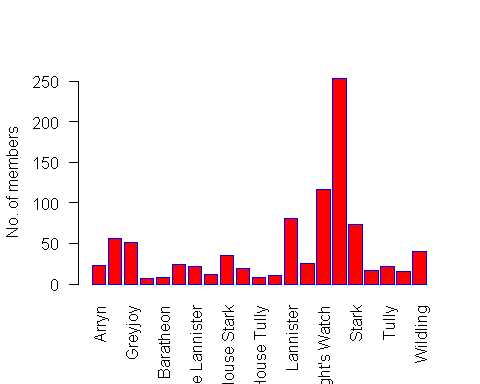 No. of members
250
200
150
100
50
0
Arryn
Greyjoy
Baratheon
e Lannister
House Stark
House Tully
Lannister
ght's Watch
Stark
Tully
Wildling